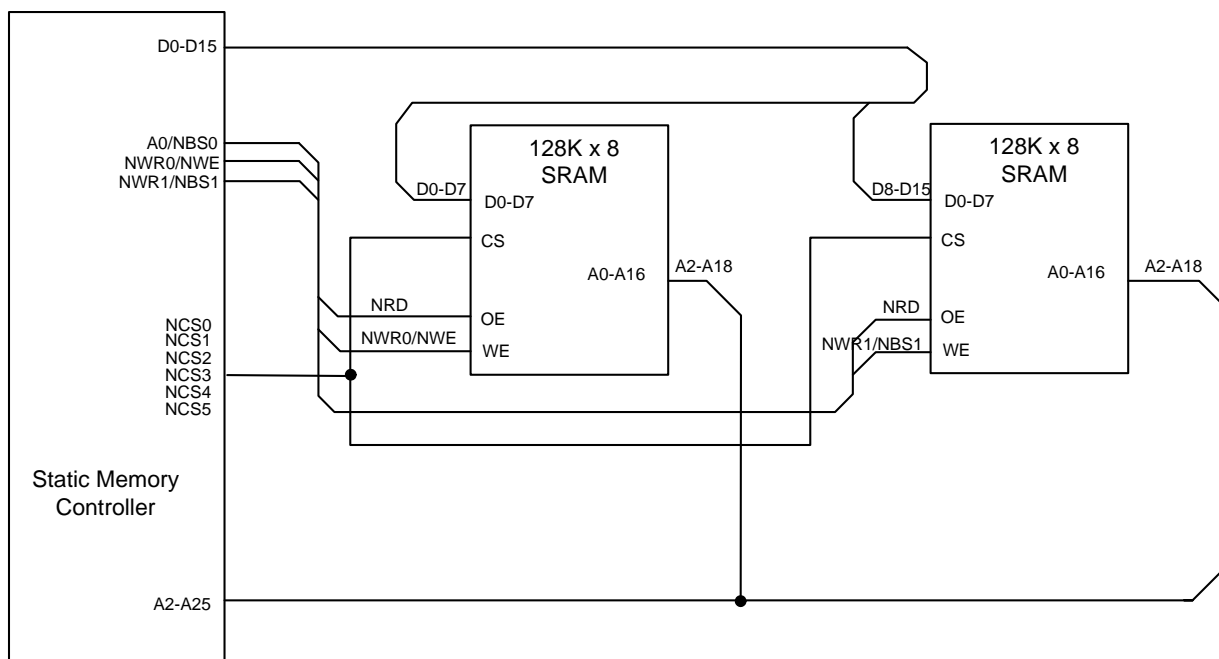 D0-D15
A0/NBS0
NWR0/NWE
NWR1/NBS1
NCS0
NCS1
NCS2
NCS3
NCS4
NCS5
Static Memory
Controller
A2-A25
128K x 8
SRAM
D0-D7
D0-D7
CS
A0-A16
A2-A18
NRD
OE
NWR0/NWE
WE
128K x 8
SRAM
D8-D15
D0-D7
CS
A0-A16
A2-A18
NRD
OE
NWR1/NBS1
WE